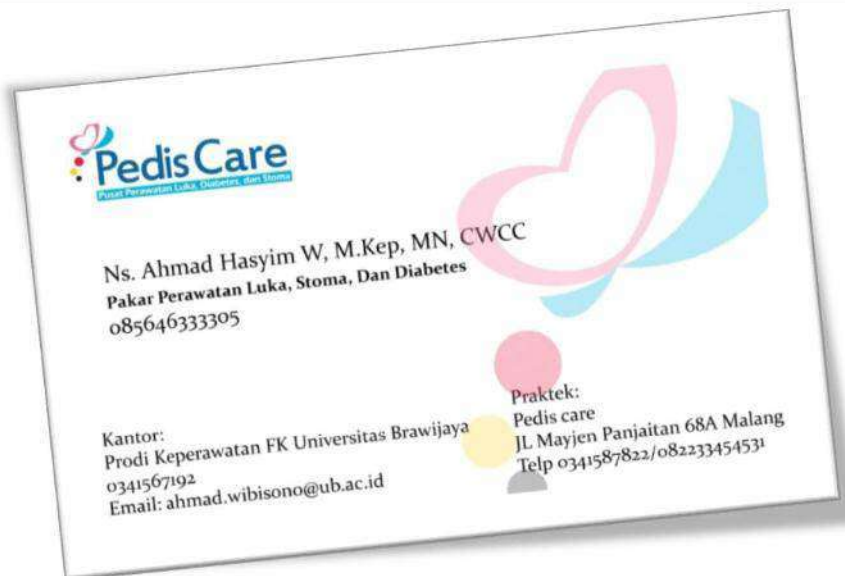 Pedis Care
Pusat Perawatan Luka, Diabetes, dan Stoma
Ns. Ahmad Hasyim W, M.Kep, MN, CWCC
Pakar Perawatan Luka, Stoma, Dan Diabetes
085646333305
Kantor:
Prodi Keperawatan FK Universitas Brawijaya
0341567192
Email: ahmad.wibisono@ub.ac.id
Praktek:
Pedis care
JL Mayjen Panjaitan 68A Malang
Telp 0341587822/082233454531